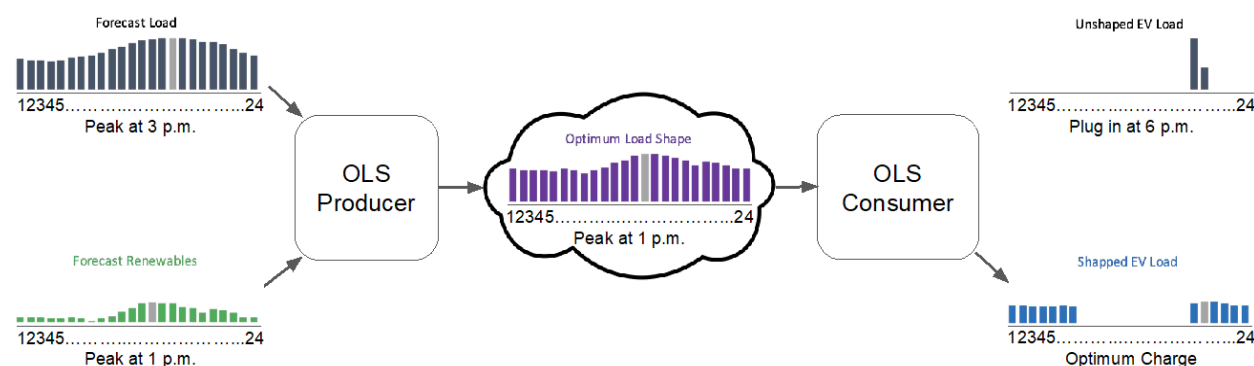 Forecast Load
12345………..……………...24
Peak at 3 p.m.
Forecast Renewables
12345………..……………...24
Peak at 1 p.m.
OLS
Producer
Optimum Load Shape
12345………..……………...24
Peak at 1 p.m.
OLS
Consumer
Unshaped EV Load
12345………..……………...24
Plug in at 6 p.m.
Shapped EV Load
12345………..……………...24
Optimum Charge